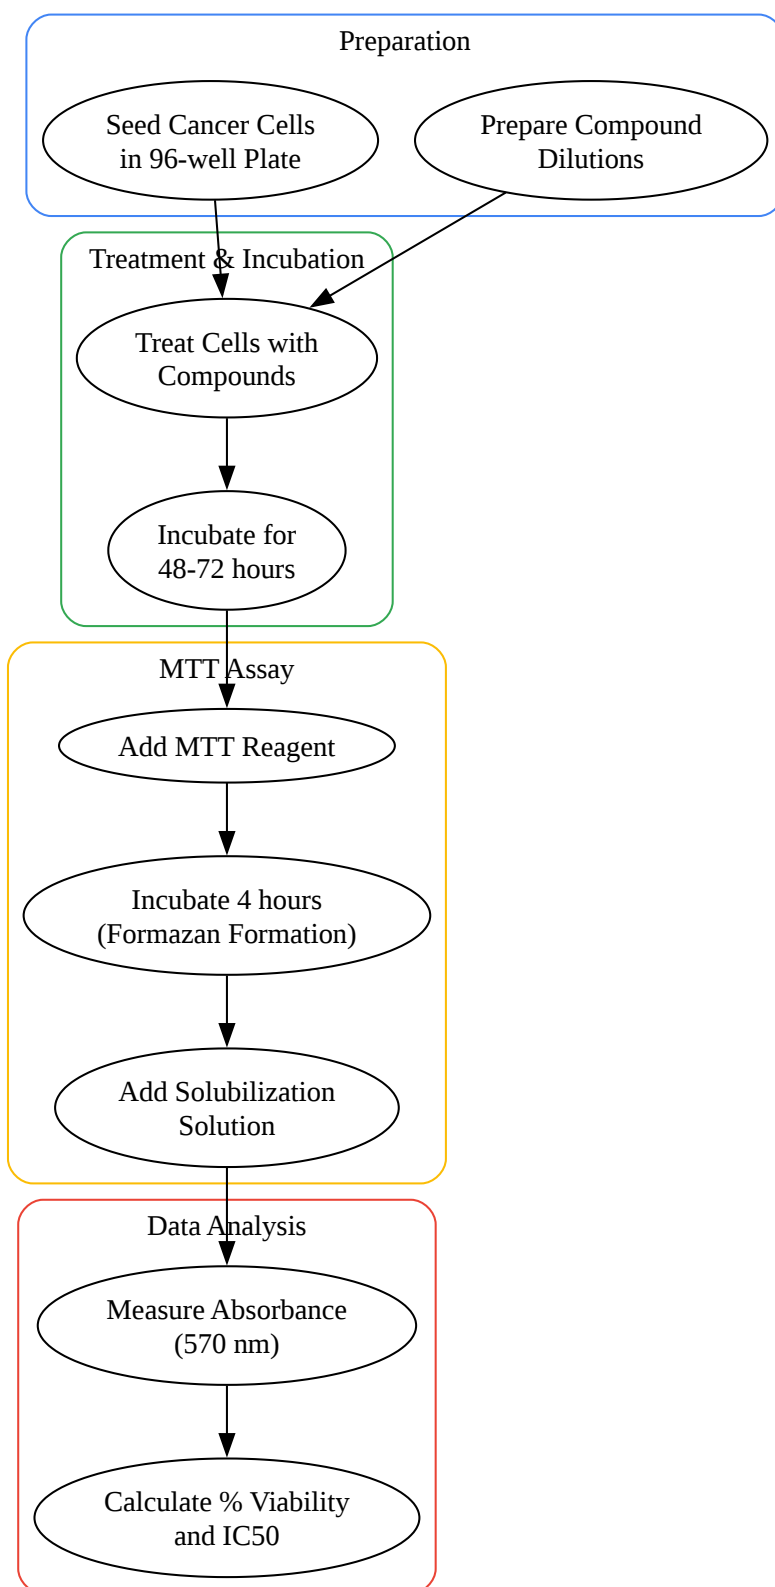 Preparation
Seed Cancer Cells
in 96-well Plate
Prepare Compound
Dilutions
Treatment & Incubation
Treat Cells with
Compounds
Incubate for
48-72 hours
MTT Assay
Add MTT Reagent
Incubate 4 hours
(Formazan Formation)
Add Solubilization
Solution
Data Analysis
Measure Absorbance
(570 nm)
Calculate % Viability
and IC50